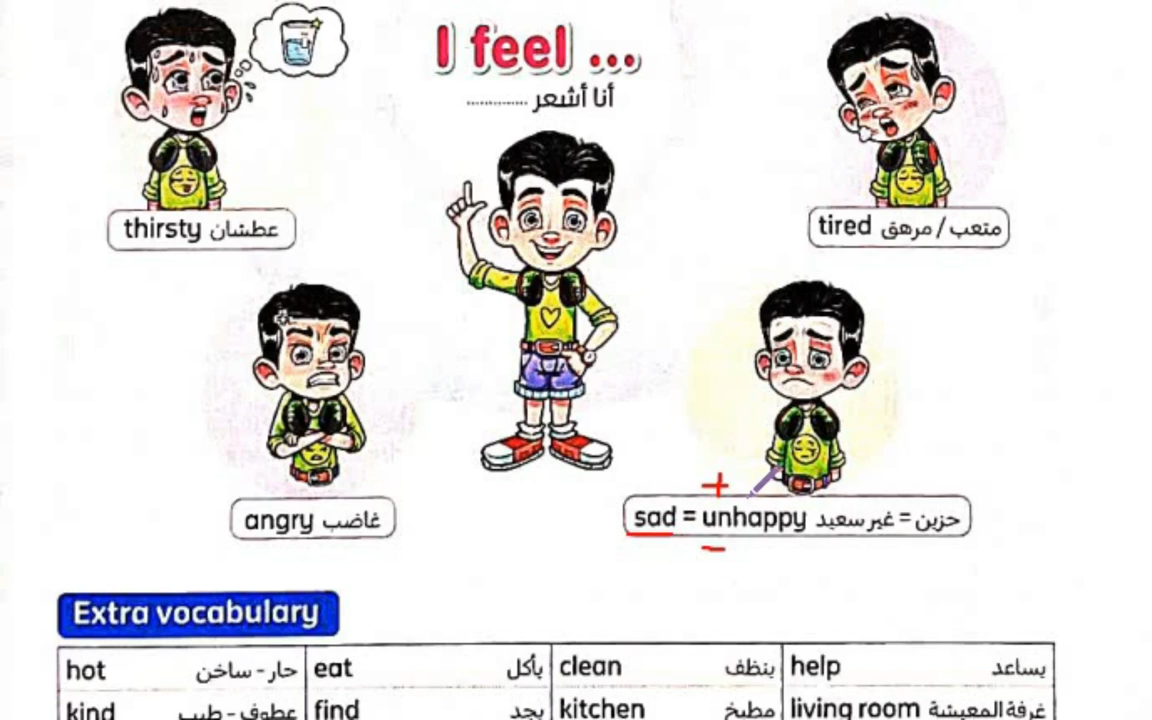 I feel ...
أنا أشعر ............
thirsty عطشان
tired متعب / مرهق
angry غاضب
sad = unhappy حزين = غير سعيد
Extra vocabulary
hot حار - ساخن eat يأكل clean ينظف help يساعد
kind عطوف - طيب find يجد kitchen مطبخ living room غرفة المعيشة